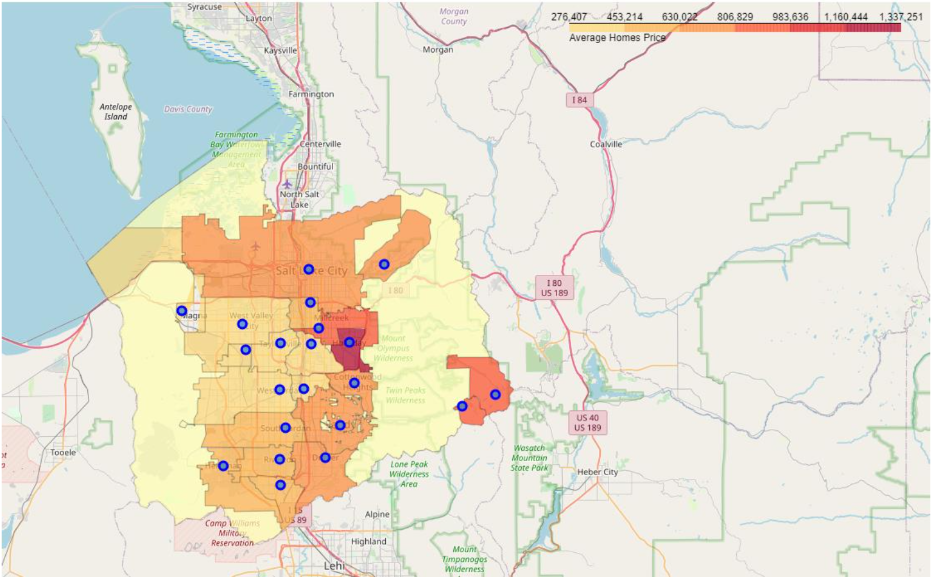 Syracuse
Layton
Morgan
County
276,407 453,214 630,022 806,829 983,636 1,160,444 1,337,251
Average Homes Price
Kaysville
Morgan
Farmington
Antelope
Island
Davis County
I 84
Farmington
Bay Waterfowl
Management
Area
Centerville
Coalville
Bountiful
North Salt
Lake
Salt Lake City
I 80
I 80
US 189
West Valley
Mount
Olympus
Wilderness
Twin Peaks
Wilderness
US 40
US 189
Tooele
Lone Peak
Wilderness
Area
Wasatch
Mountain
State Park
Heber City
Camp Williams
Military
Reservation
I 15
US 89
Alpine
Highland
Lehi
Mount
Timpanogos
Wilderness